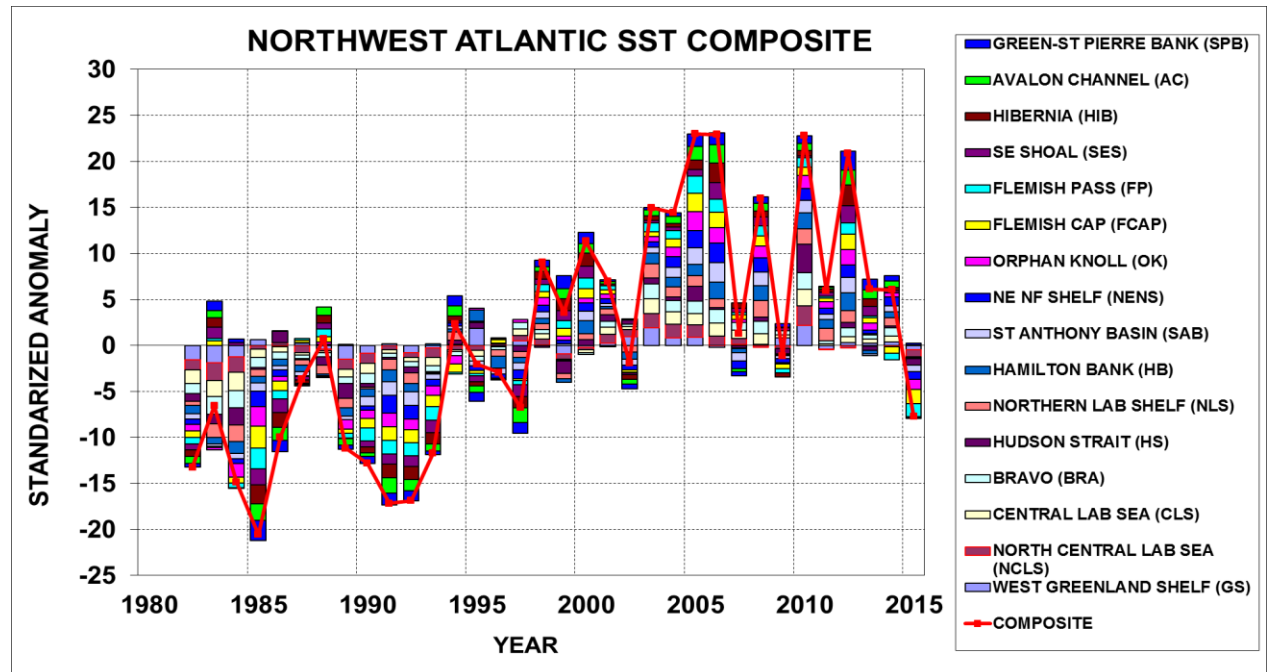 NORTHWEST ATLANTIC SST COMPOSITE
STANDARIZED ANOMALY
30
25
20
15
10
5
0
-5
-10
-15
-20
-25
1980 1985 1990 1995 2000 2005 2010 2015
YEAR
GREEN-ST PIERRE BANK (SPB)
AVALON CHANNEL (AC)
HIBERNIA (HIB)
SE SHOAL (SES)
FLEMISH PASS (FP)
FLEMISH CAP (FCAP)
ORPHAN KNOLL (OK)
NE NF SHELF (NENS)
ST ANTHONY BASIN (SAB)
HAMILTON BANK (HB)
NORTHERN LAB SHELF (NLS)
HUDSON STRAIT (HS)
BRAVO (BRA)
CENTRAL LAB SEA (CLS)
NORTH CENTRAL LAB SEA
(NCLS)
WEST GREENLAND SHELF (GS)
COMPOSITE